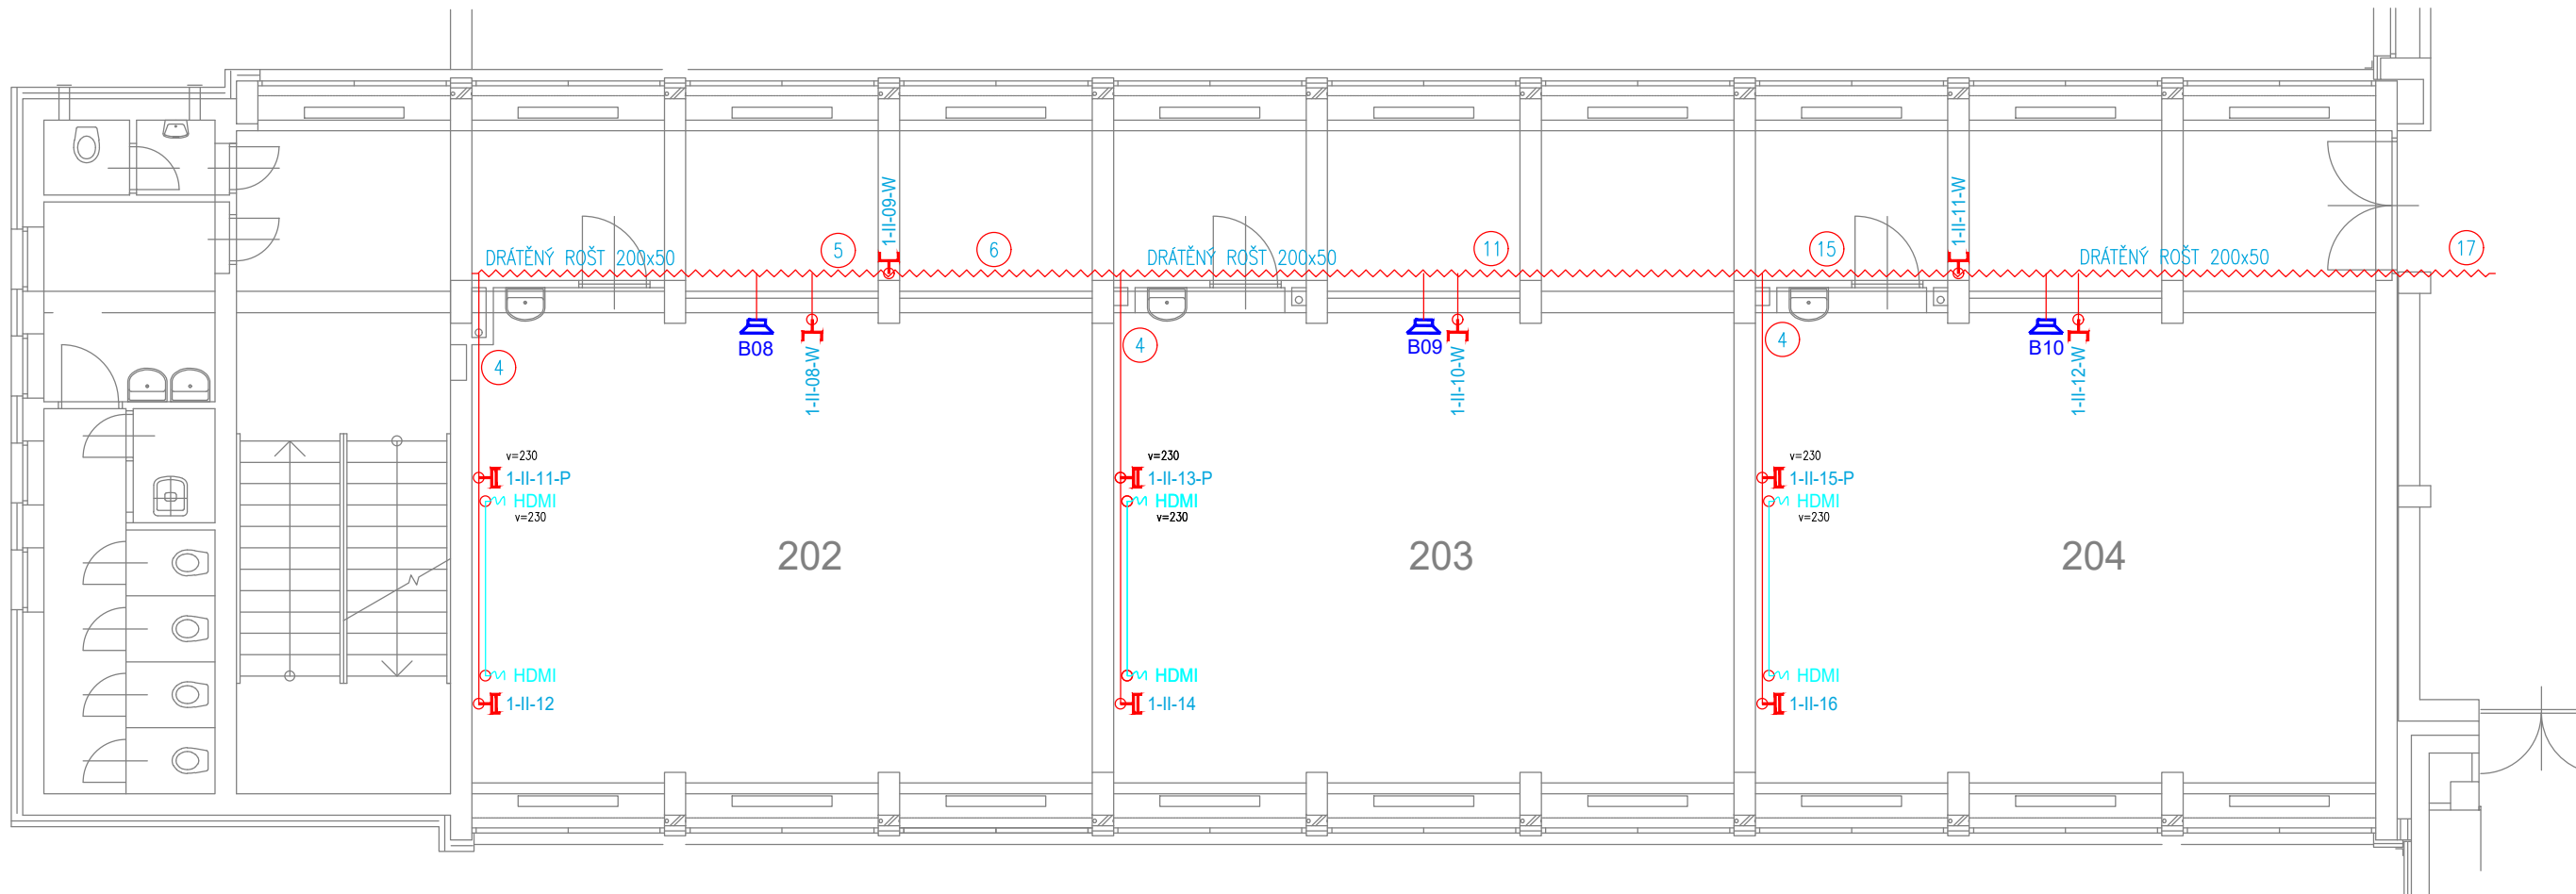 1-II-09-W
1-II-11-W
DRÁTĚNÝ ROŠT 200x50
5
6
DRÁTĚNÝ ROŠT 200x50
11
15
DRÁTĚNÝ ROŠT 200x50
17
B08
1-II-08-W
B09
1-II-10-W
B10
1-II-12-W
4
4
4
v=230
1-II-11-P
HDMI
v=230
v=230
1-II-13-P
HDMI
v=230
v=230
1-II-15-P
HDMI
v=230
202
203
204
HDMI
1-II-12
HDMI
1-II-14
HDMI
1-II-16